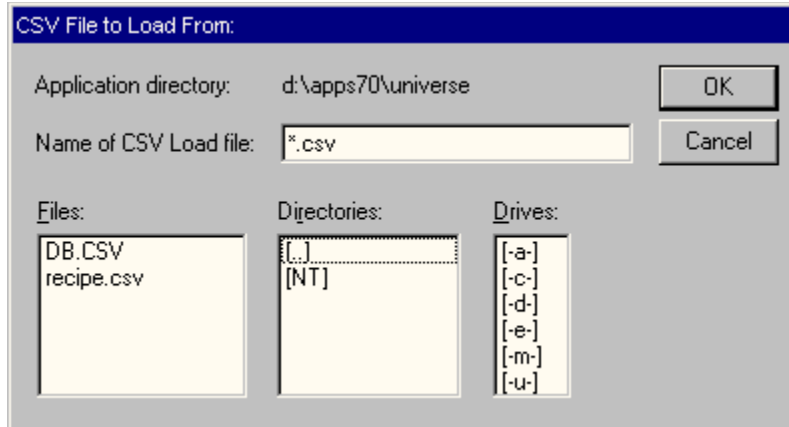 CSV File to Load From:
Application directory: d:\apps70\universe OK
Name of CSV Load file: *.csv Cancel
Files: Directories: Drives:
DB.CSV [..] [-a-]
recipe.csv [NT] [-c-]
[-d-]
[-e-]
[-m-]
[-u-]